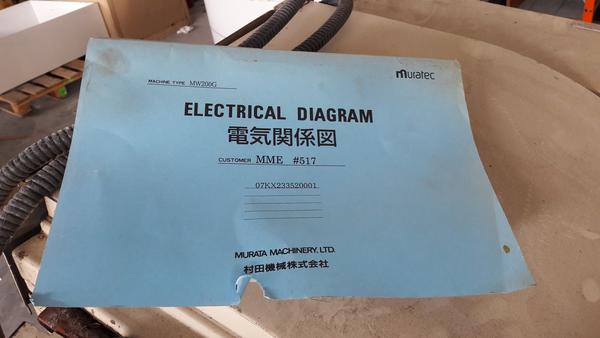 muratec
MACHINE TYPE MW200G
ELECTRICAL DIAGRAM
電気関係図
CUSTOMER MME #517
07KX233520001
MURATA MACHINERY, LTD.
村田機械株式会社